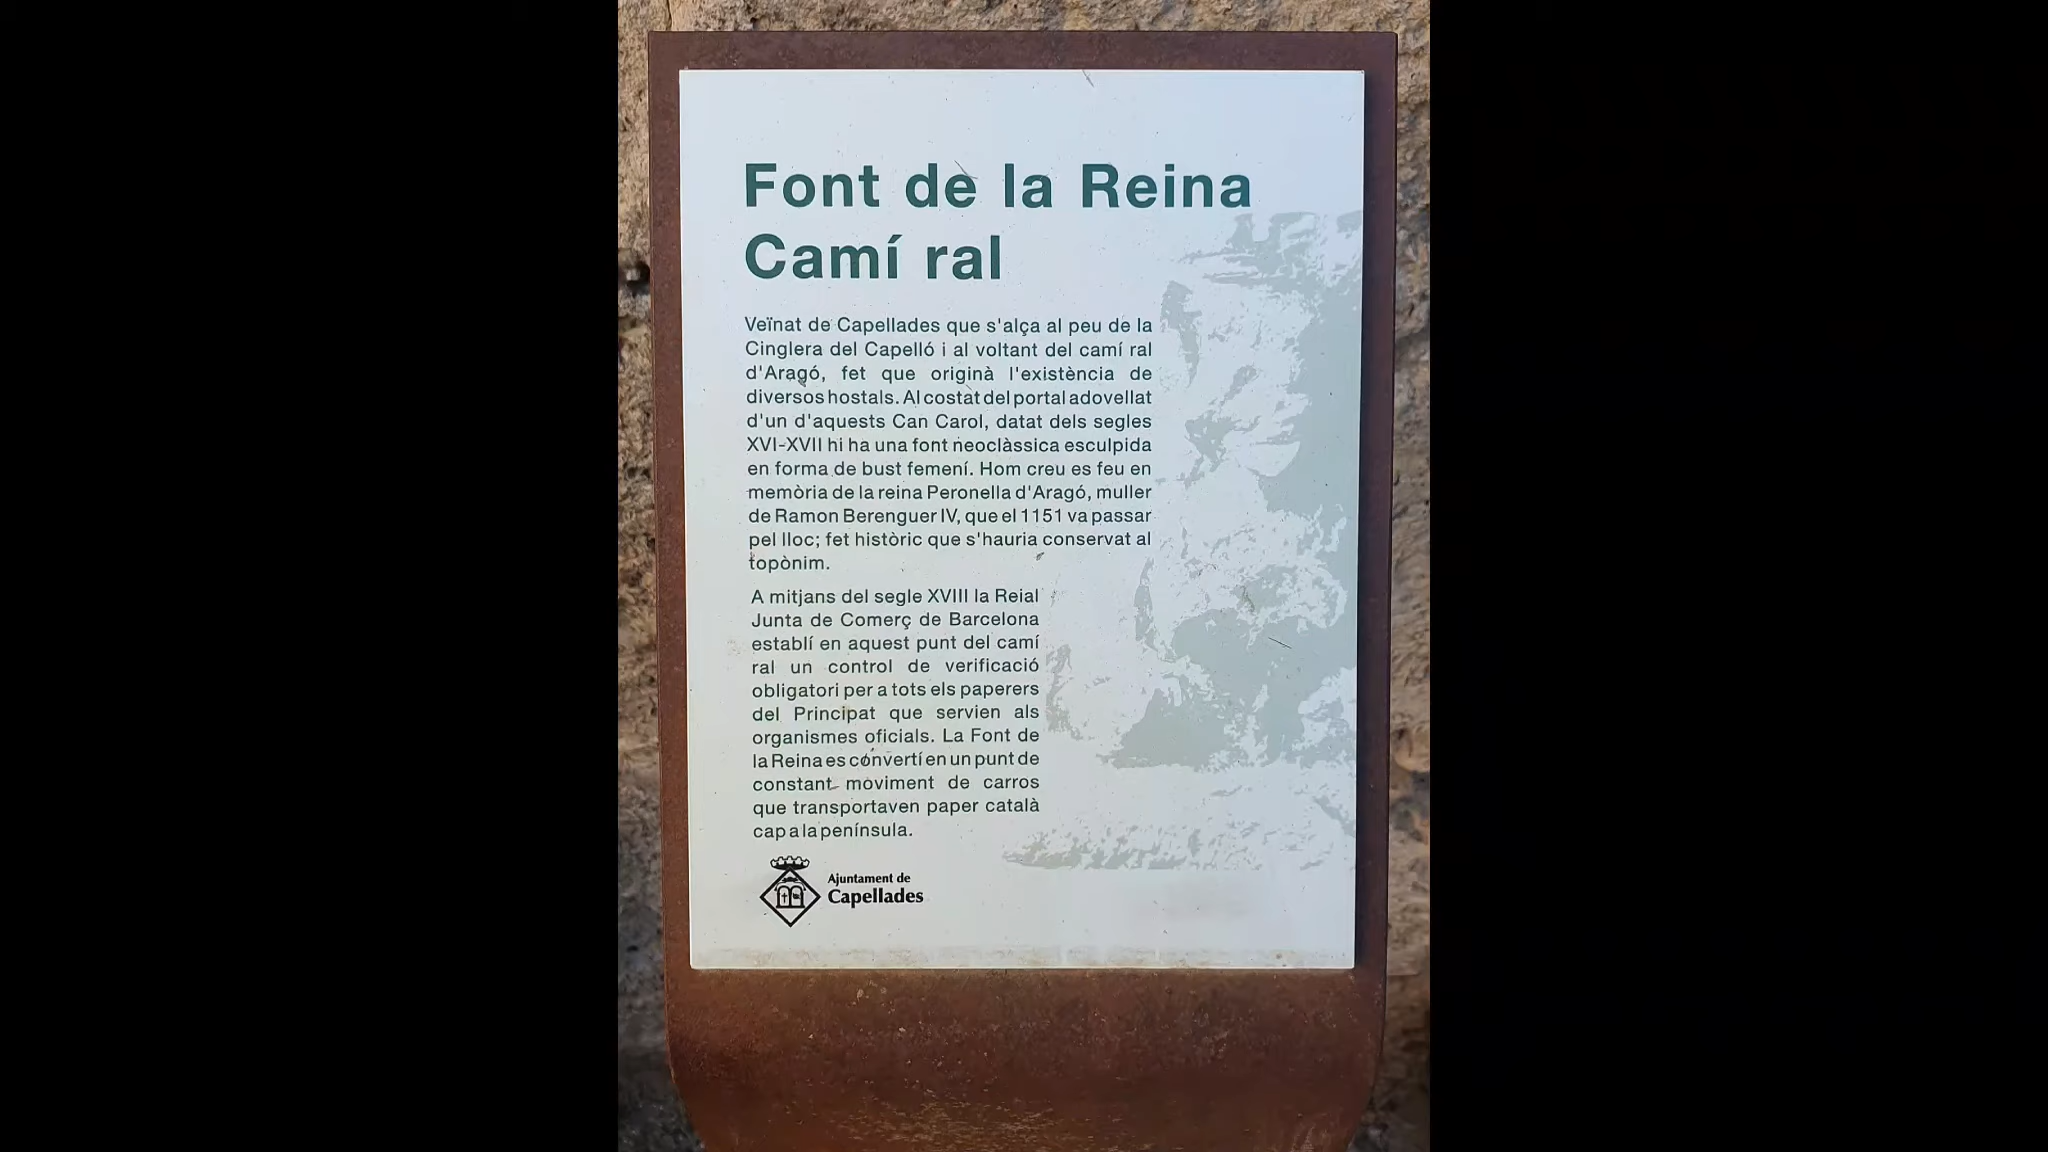 Font de la Reina
Camí ral
Veïnat de Capellades que s'alça al peu de la
Cinglera del Capelló i al voltant del camí ral
d'Aragó, fet que originà l'existència de
diversos hostals. Al costat del portal adovellat
d'un d'aquests Can Carol, datat dels segles
XVI-XVII hi ha una font neoclàssica esculpida
en forma de bust femení. Hom creu es feu en
memòria de la reina Peronella d'Aragó, muller
de Ramon Berenguer IV, que el 1151 va passar
pel lloc; fet històric que s'hauria conservat al
topònim.
A mitjans del segle XVIII la Reial
Junta de Comerç de Barcelona
establí en aquest punt del camí
ral un control de verificació
obligatori per a tots els paperers
del Principat que servien als
organismes oficials. La Font de
la Reina es convertí en un punt de
constant moviment de carros
que transportaven paper català
cap a la península.
Ajuntament de
Capellades